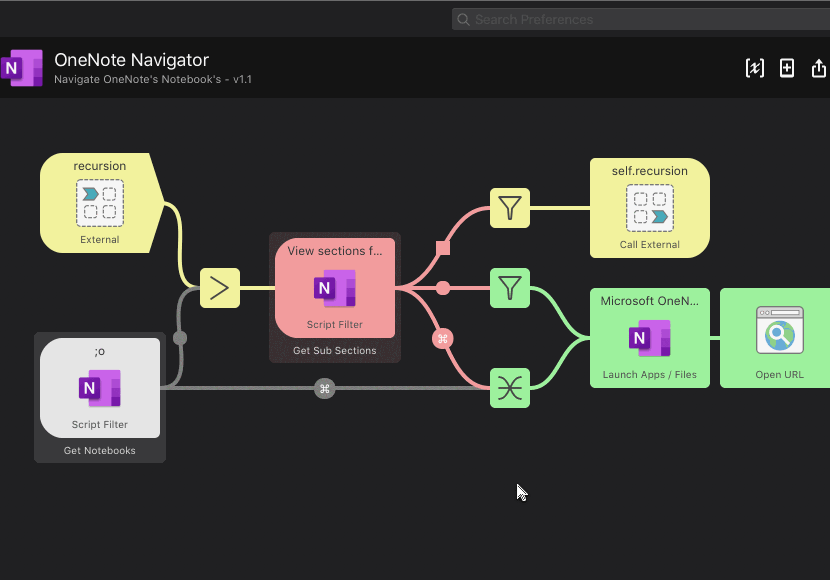 Search Preferences
OneNote Navigator
Navigate OneNote's Notebook's - v1.1
recursion
External
self.recursion
Call External
View sections f...
N
Script Filter
Get Sub Sections
Microsoft OneN...
N
Launch Apps / Files
Open URL
;o
N
Script Filter
Get Notebooks
N